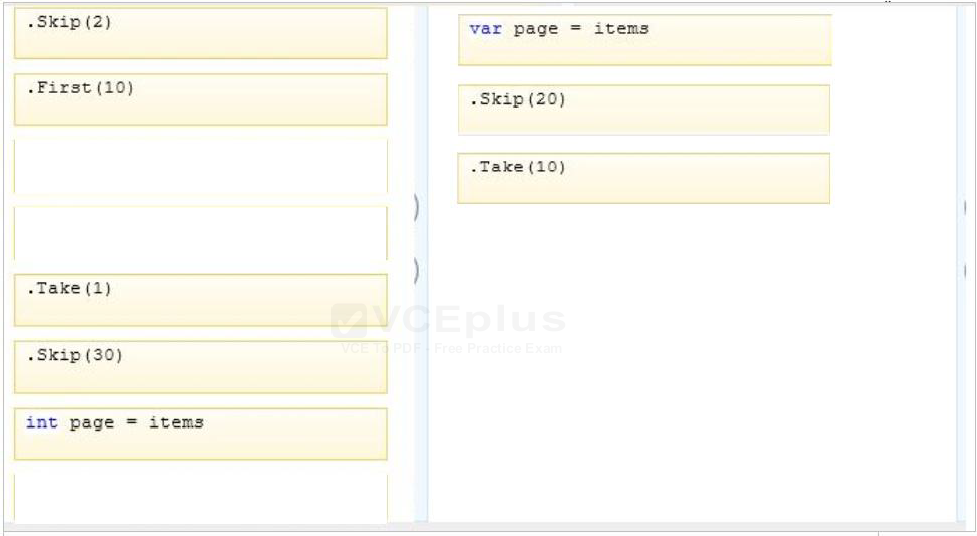 .Skip(2)
.First(10)
.Take(1)
.Skip(30)
int page = items
var page = items
.Skip(20)
.Take(10)
VCEplus
VCE To PDF - Free Practice Exam